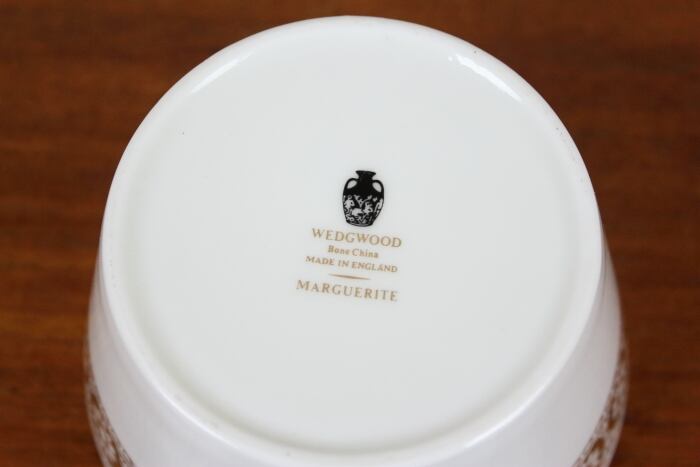 WEDGWOOD
Bone China
MADE IN ENGLAND
MARGUERITE